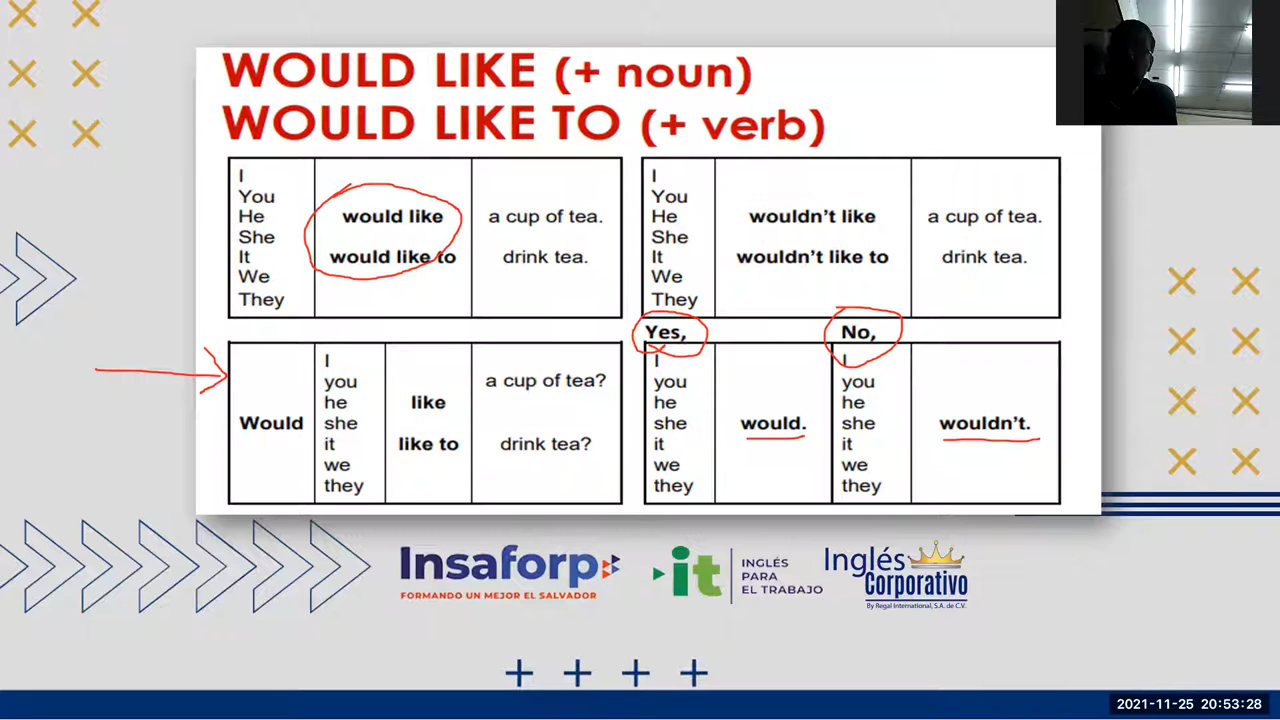 WOULD LIKE (+ noun)
WOULD LIKE TO (+ verb)
I
You
He
She
It
We
They
would like
would like to
a cup of tea.
drink tea.
I
You
He
She
It
We
They
wouldn't like
wouldn't like to
a cup of tea.
drink tea.
Would
I
you
he
she
it
we
they
like
like to
a cup of tea?
drink tea?
Yes,
I
you
he
she
it
we
they
would.
No,
I
you
he
she
it
we
they
wouldn't.
Insaforp
FORMANDO UN MEJOR EL SALVADOR
it
INGLÉS
PARA
EL TRABAJO
Inglés
Corporativo
By Regal International, S.A. de C.V.
2021-11-25 20:53:28